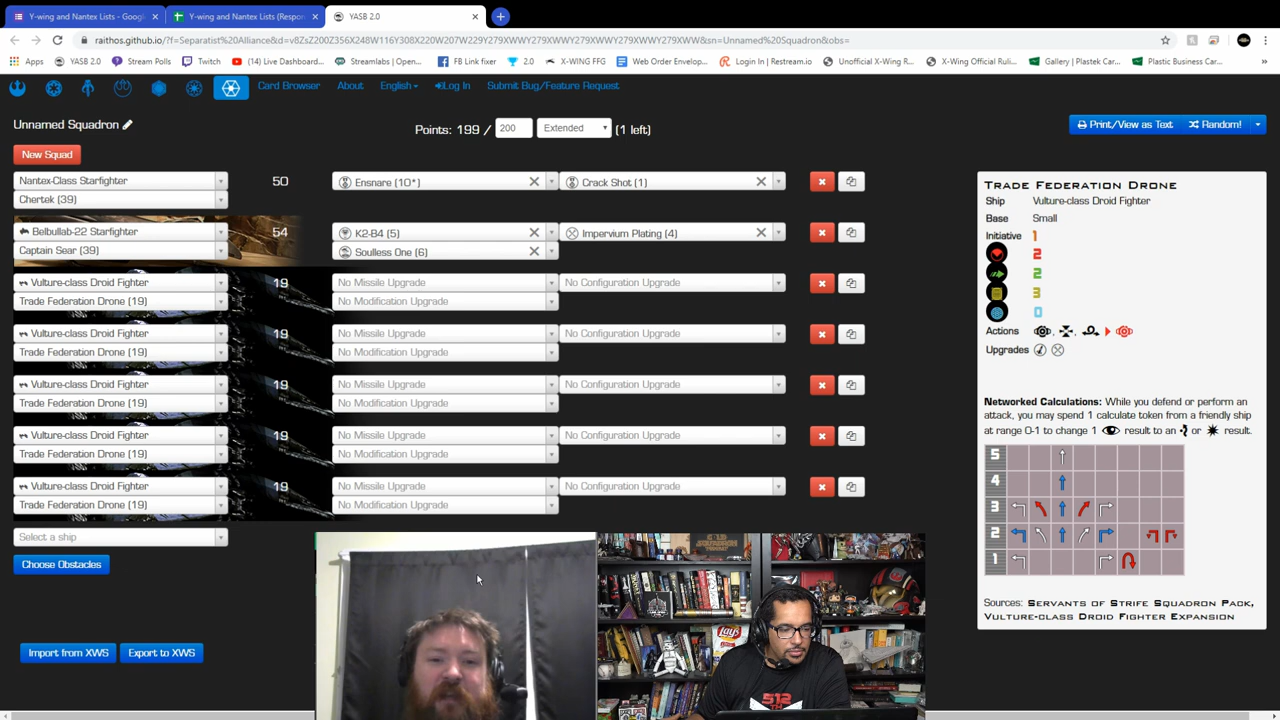 Y-wing and Nantex Lists - Goog
Y-wing and Nantex Lists (Respon
YASB 2.0
raithos.github.io/?f=Separatist%20Alliance&d=v8ZsZ200Z356X248W116Y308X220W207W229Y279XWWY279XWWY279XWWY279XWWY279XWW&sn=Unnamed%20Squadron&obs=
Apps
YASB 2.0
Twitch
(14) Live Dashboard...
Stream Polls
Streamlabs | Open...
FB Link fixer
2.0
X-WING FFG
Web Order Envelop...
Log In | Restream.io
Unofficial X-Wing R...
X-Wing Official Ruli...
Gallery | Plastek Car...
Plastic Business Car...
Card Browser
About
English
Log In
Submit Bug/Feature Request
Unnamed Squadron
Points: 199 / 200 Extended (1 left)
Print/View as Text
Random!
New Squad
Nantex-Class Starfighter 50 Ensnare (10*) Crack Shot (1)
Chertek (39)
Belbullab-22 Starfighter 54 K2-B4 (5) Impervium Plating (4)
Captain Sear (39) Soulless One (6)
Vulture-class Droid Fighter 19 No Missile Upgrade No Configuration Upgrade
Trade Federation Drone (19) No Modification Upgrade
Vulture-class Droid Fighter 19 No Missile Upgrade No Configuration Upgrade
Trade Federation Drone (19) No Modification Upgrade
Vulture-class Droid Fighter 19 No Missile Upgrade No Configuration Upgrade
Trade Federation Drone (19) No Modification Upgrade
Vulture-class Droid Fighter 19 No Missile Upgrade No Configuration Upgrade
Trade Federation Drone (19) No Modification Upgrade
Vulture-class Droid Fighter 19 No Missile Upgrade No Configuration Upgrade
Trade Federation Drone (19) No Modification Upgrade
Select a ship
Choose Obstacles
Import from XWS
Export to XWS
Trade Federation Drone
Ship Vulture-class Droid Fighter
Base Small
Initiative 1
2
2
3
0
Actions
Upgrades
Networked Calculations: While you defend or perform an
attack, you may spend 1 calculate token from a friendly ship
at range 0-1 to change 1 result to an or result.
5
4
3
2
1
Sources: Servants of Strife Squadron Pack,
Vulture-class Droid Fighter Expansion
Lay's
512